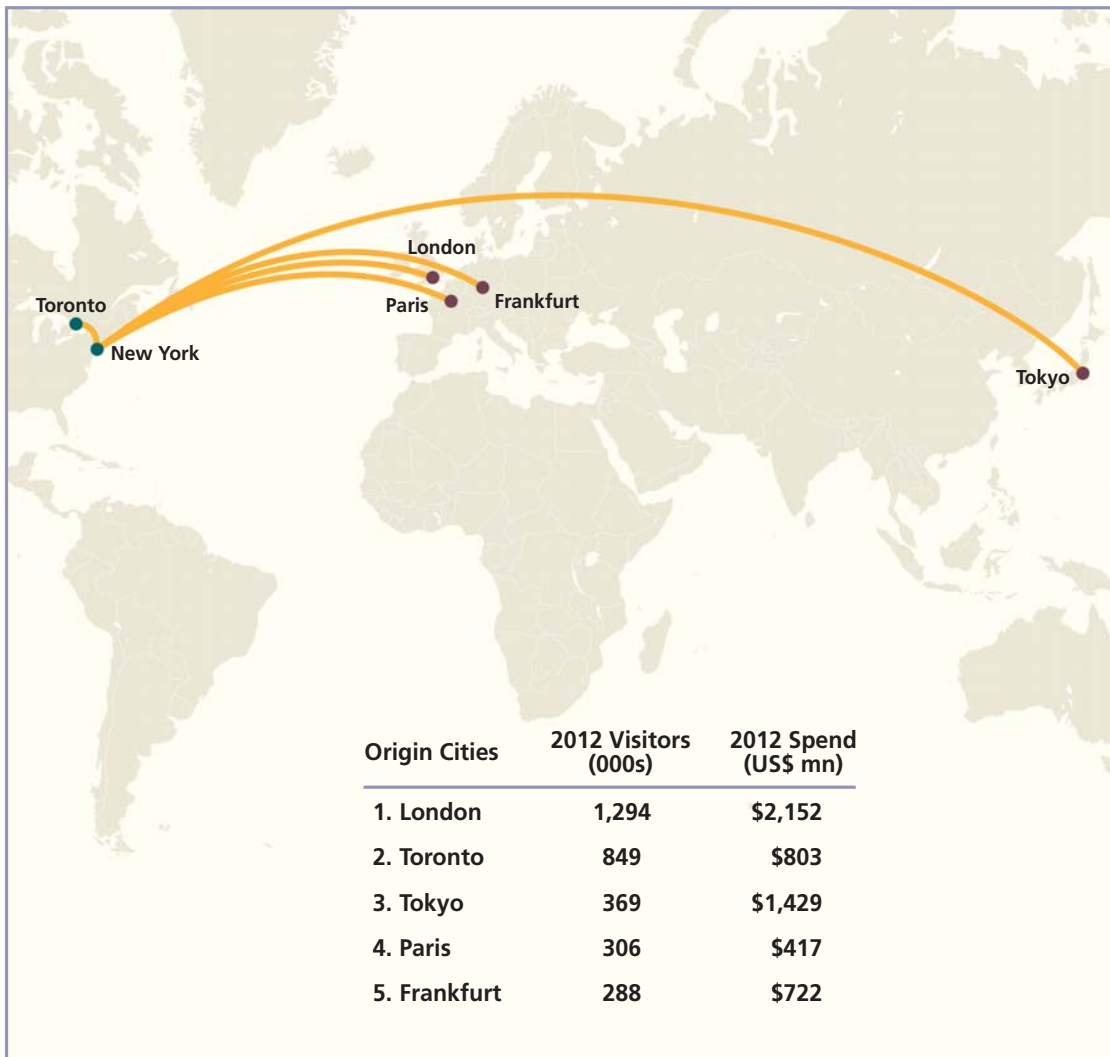 London
Toronto
Paris
Frankfurt
New York
Tokyo
Origin Cities 2012 Visitors (000s) 2012 Spend (US$ mn)
1. London 1,294 $2,152
2. Toronto 849 $803
3. Tokyo 369 $1,429
4. Paris 306 $417
5. Frankfurt 288 $722